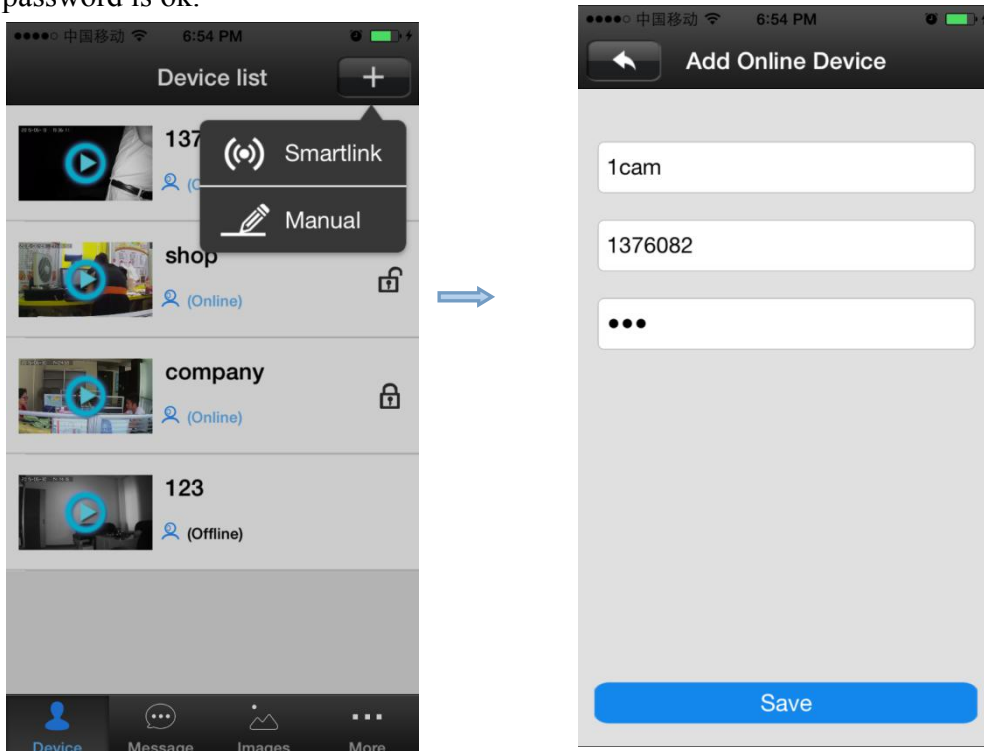 password is ok.
中国移动 6:54 PM
Device list
+
137
Smartlink
Manual
shop
(Online)
company
(Online)
123
(Offline)
Device Message Images More
中国移动 6:54 PM
Add Online Device
1cam
1376082
•••
Save